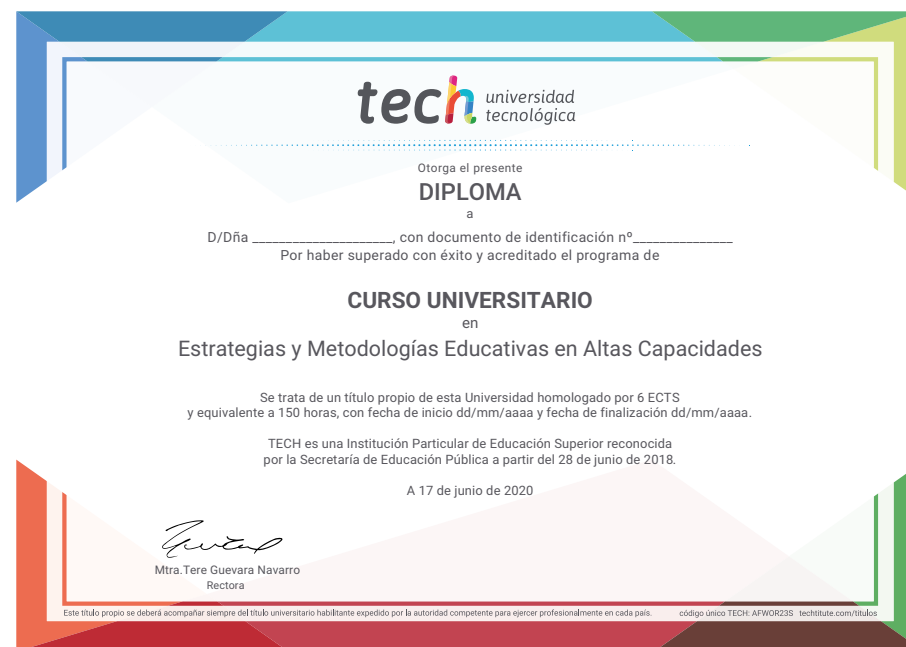 tech universidad
tecnológica
Otorga el presente
DIPLOMA
a
D/Dña ______________________, con documento de identificación nº_______________
Por haber superado con éxito y acreditado el programa de
CURSO UNIVERSITARIO
en
Estrategias y Metodologías Educativas en Altas Capacidades
Se trata de un título propio de esta Universidad homologado por 6 ECTS
y equivalente a 150 horas, con fecha de inicio dd/mm/aaaa y fecha de finalización dd/mm/aaaa.
TECH es una Institución Particular de Educación Superior reconocida
por la Secretaría de Educación Pública a partir del 28 de junio de 2018.
A 17 de junio de 2020
Mtra.Tere Guevara Navarro
Rectora
Este título propio se deberá acompañar siempre del título universitario habilitante expedido por la autoridad competente para ejercer profesionalmente en cada país. código único TECH: AFWOR23S techtitute.com/títulos